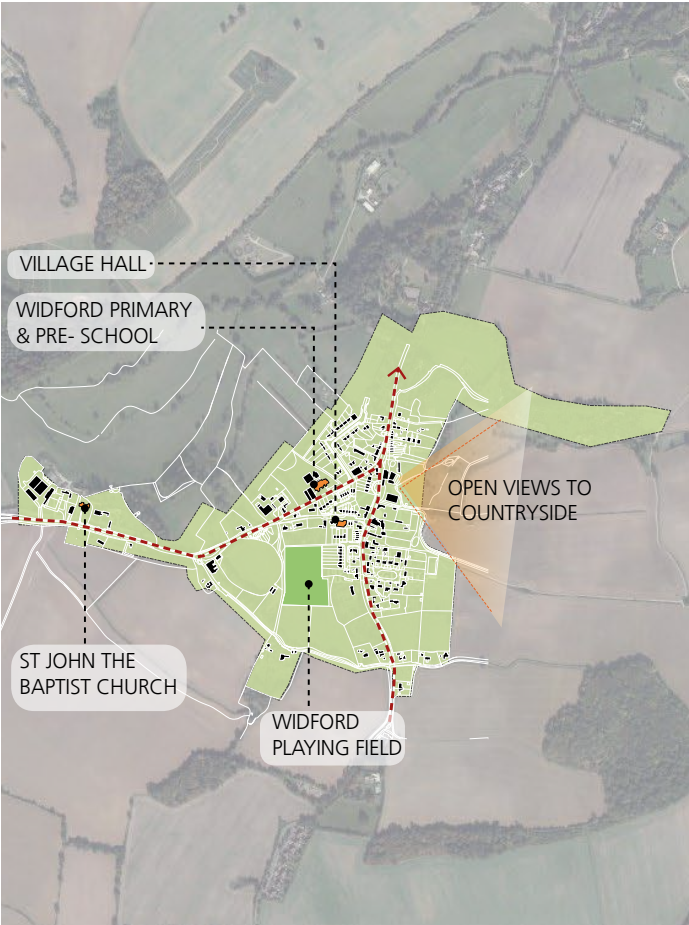 VILLAGE HALL
WIDFORD PRIMARY
& PRE- SCHOOL
OPEN VIEWS TO
COUNTRYSIDE
ST JOHN THE
BAPTIST CHURCH
WIDFORD
PLAYING FIELD